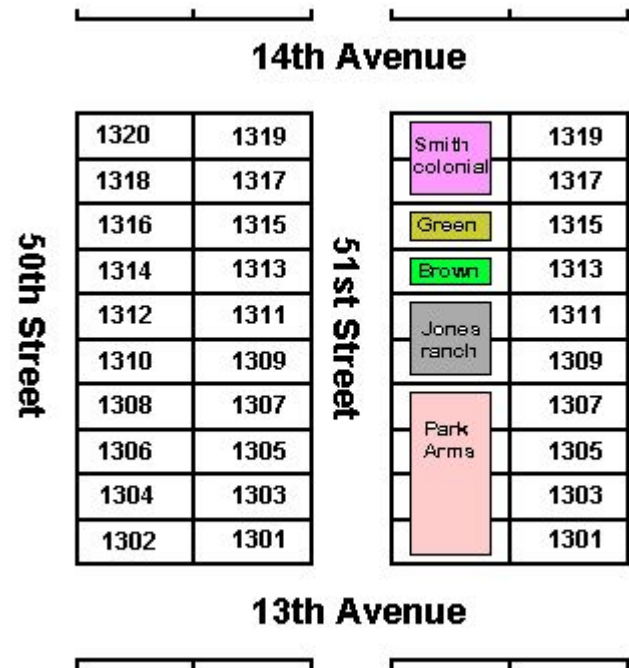 14th Avenue
1320 1319 Smith 1319
colonial
1318 1317 1317
1316 1315 Green 1315
1314 1313 Brown 1313
1312 1311 Jones 1311
ranch
1310 1309 1309
1308 1307 Park 1307
Arms
1306 1305 1305
1304 1303 1303
1302 1301 1301
50th Street
51st Street
13th Avenue